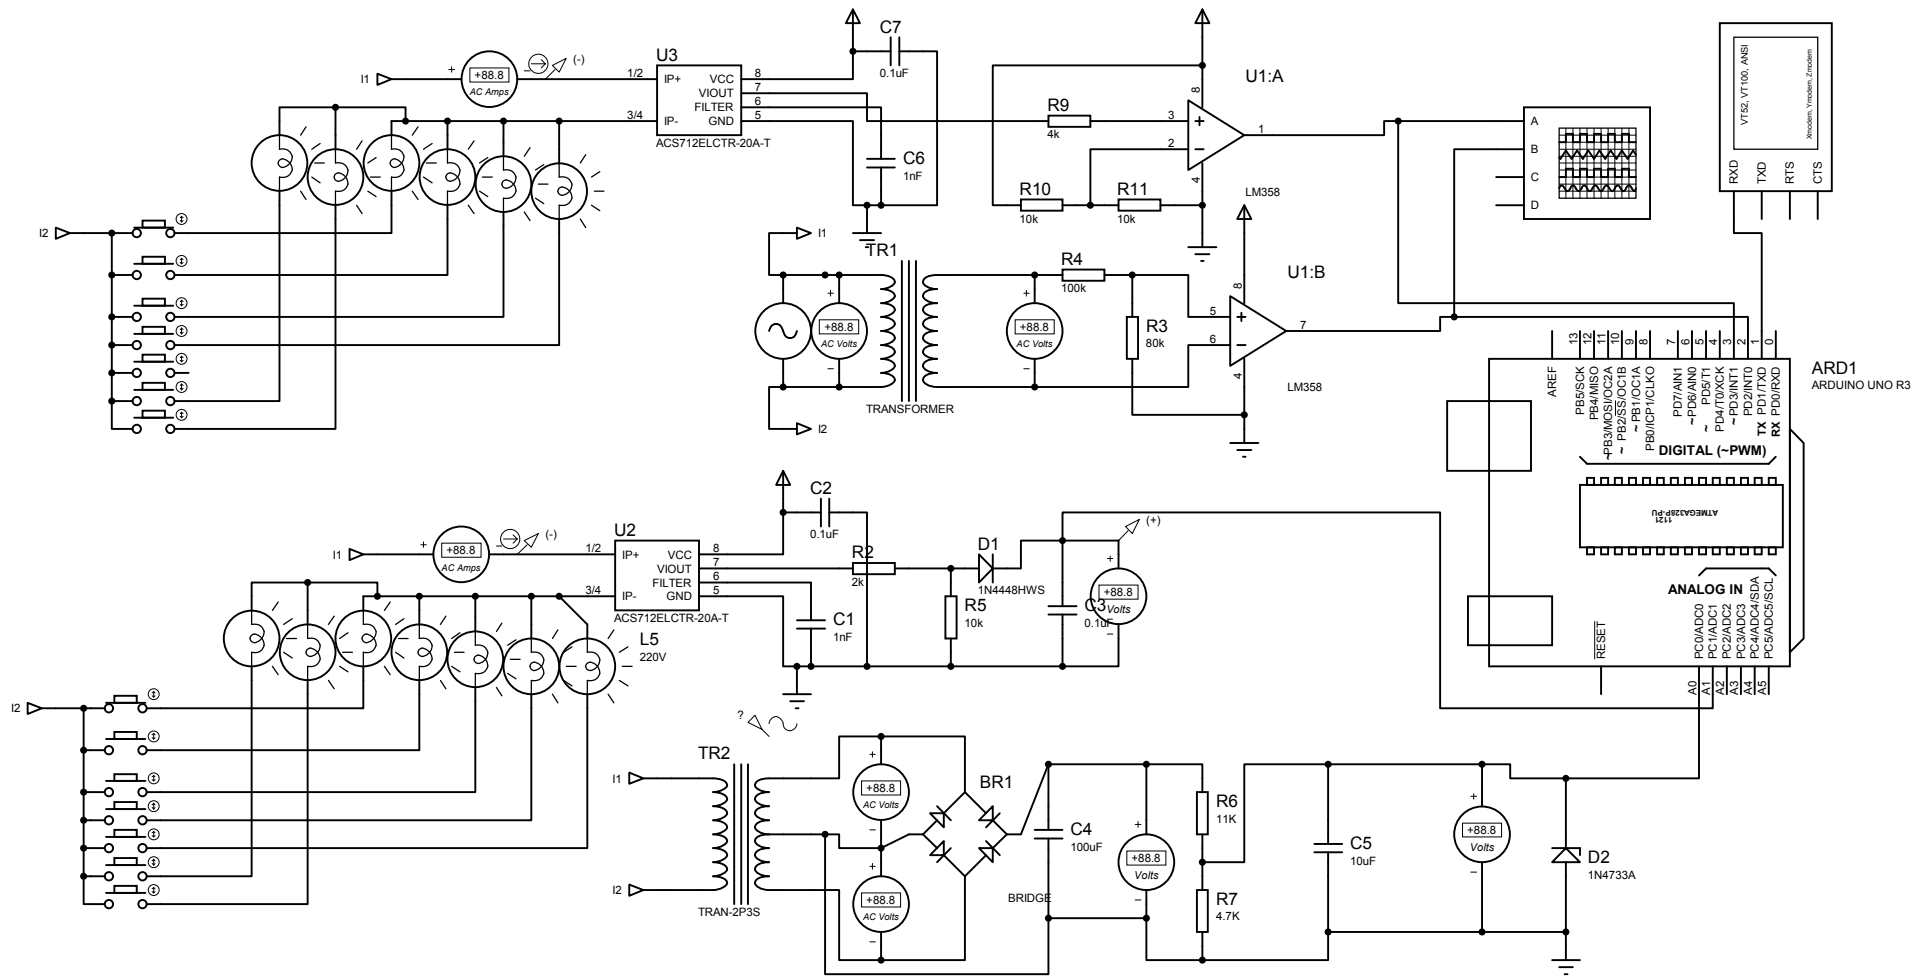 C7
0.1uF
U3
I1
+
+88.8
AC Amps
(-)
1/2
IP+
VCC
8
VIOUT
7
FILTER
6
3/4
IP-
GND
5
ACS712ELCTR-20A-T
C6
1nF
R9
4k
U1:A
8
3
+
1
2
−
4
R10
10k
R11
10k
LM358
A
B
C
D
VT52, VT100, ANSI
Xmodem, Ymodem, Zmodem
RXD
TXD
RTS
CTS
I2
I1
TR1
R4
100k
+
+88.8
AC Volts
−
+
+88.8
AC Volts
−
R3
80k
U1:B
8
5
+
7
6
−
4
LM358
TRANSFORMER
I2
ARD1
ARDUINO UNO R3
AREF
13
12
11
10
9
8
7
6
5
4
3
2
1
0
PB5/SCK
PB4/MISO
~PB3/MOSI/OC2A
~ PB2/SS/OC1B
~ PB1/OC1A
PB0/ICP1/CLKO
PD7/AIN1
~PD6/AIN0
~ PD5/T1
PD4/T0/XCK
~ PD3/INT1
PD2/INT0
TX PD1/TXD
RX PD0/RXD
DIGITAL (~PWM)
ATMEGA328P-PU
1121
ANALOG IN
RESET
PC0/ADC0
PC1/ADC1
PC2/ADC2
PC3/ADC3
PC4/ADC4/SDA
PC5/ADC5/SCL
A0
A1
A2
A3
A4
A5
C2
0.1uF
U2
I1
+
+88.8
AC Amps
(-)
1/2
IP+
VCC
8
VIOUT
7
FILTER
6
3/4
IP-
GND
5
ACS712ELCTR-20A-T
R2
2k
D1
1N4448HWS
(+)
C1
1nF
R5
10k
C3
0.1uF
+
+88.8
Volts
−
L5
220V
I2
?
TR2
I1
I2
TRAN-2P3S
+
+88.8
AC Volts
−
+
+88.8
AC Volts
−
BR1
BRIDGE
C4
100uF
+
+88.8
Volts
−
R6
11K
R7
4.7K
C5
10uF
+
+88.8
Volts
−
D2
1N4733A